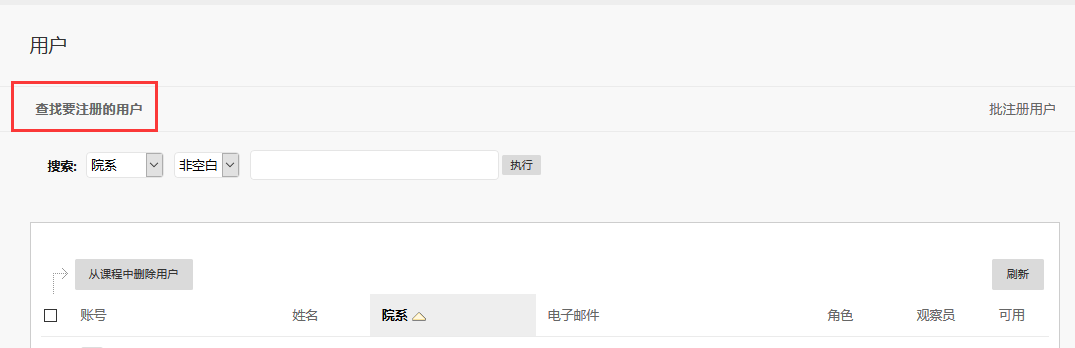 用户
查找要注册的用户 批注册用户
搜索: 院系 非空白 执行
从课程中删除用户 刷新
账号 姓名 院系 电子邮件 角色 观察员 可用